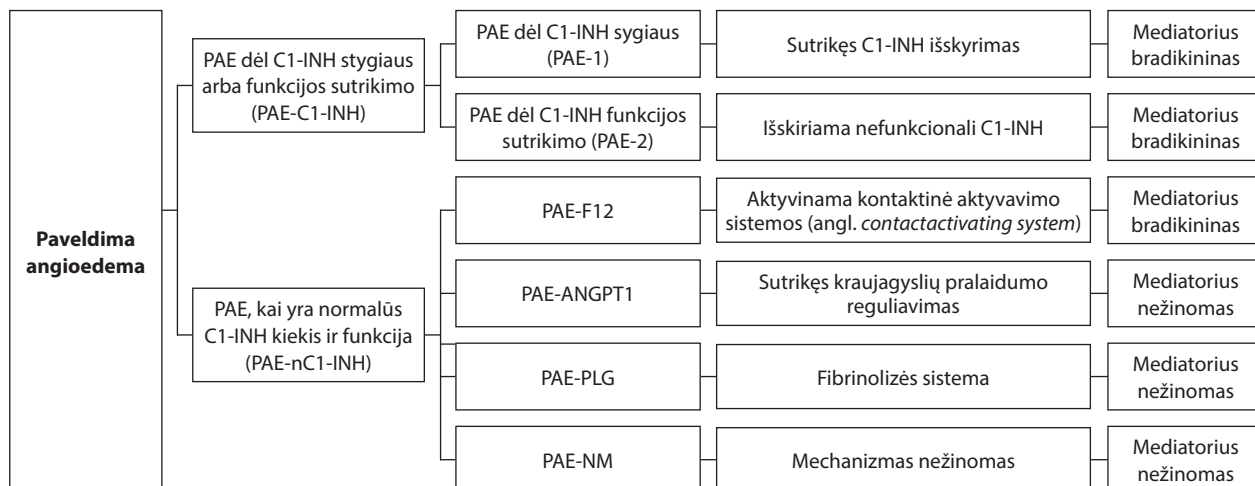 Paveldima
angioedema
PAE dėl C1-INH stygiaus
arba funkcijos sutrikimo
(PAE-C1-INH)
PAE dėl C1-INH sygiaus
(PAE-1)
Sutrikęs C1-INH išskyrimas
Mediatorius
bradikininas
PAE dėl C1-INH funkcijos
sutrikimo (PAE-2)
Išskiriama nefunkcionali C1-INH
Mediatorius
bradikininas
PAE, kai yra normalūs
C1-INH kiekis ir funkcija
(PAE-nC1-INH)
PAE-F12
Aktyvinama kontaktinė aktyvavimo
sistemos (angl. contactactivating system)
Mediatorius
bradikininas
PAE-ANGPT1
Sutrikęs kraujagyslių pralaidumo
reguliavimas
Mediatorius
nežinomas
PAE-PLG
Fibrinolizės sistema
Mediatorius
nežinomas
PAE-NM
Mechanizmas nežinomas
Mediatorius
nežinomas